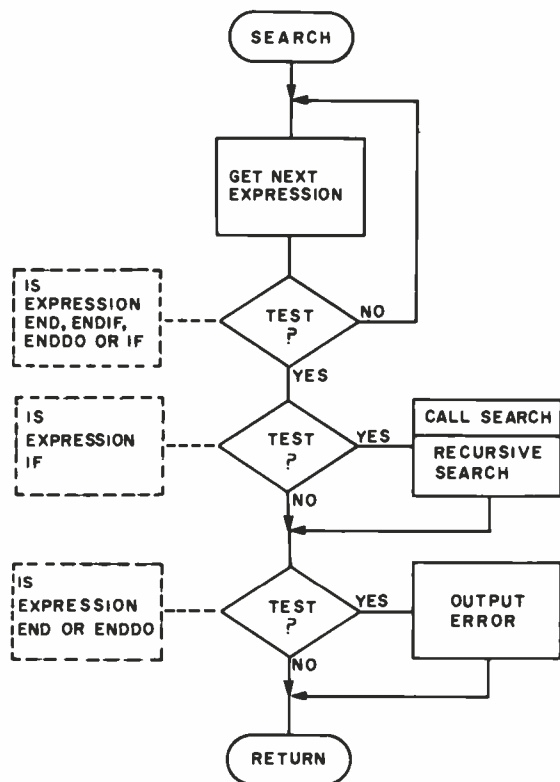 SEARCH
GET NEXT
EXPRESSION
IS
EXPRESSION
END, ENDIF,
ENDDO OR IF
TEST
?
NO
YES
IS
EXPRESSION
IF
TEST
?
YES
CALL SEARCH
RECURSIVE
SEARCH
NO
IS
EXPRESSION
END OR ENDDO
TEST
?
YES
OUTPUT
ERROR
NO
RETURN